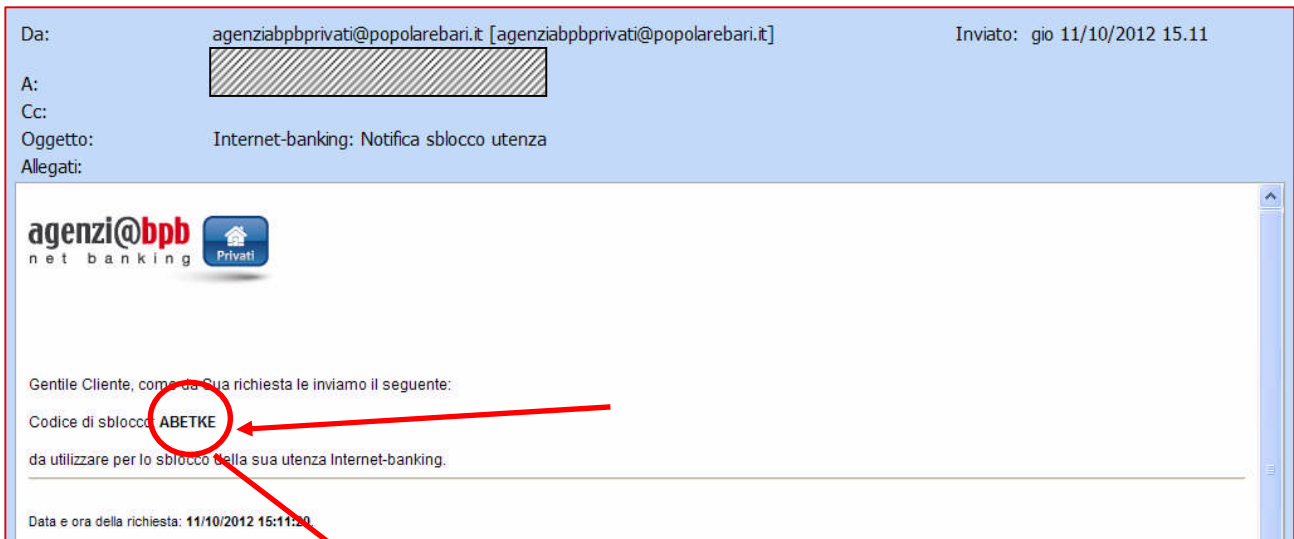 Da: agenziabpbprivati@popolarebari.it [agenziabpbprivati@popolarebari.it] Inviato: gio 11/10/2012 15.11
A:
Cc:
Oggetto: Internet-banking: Notifica sblocco utenza
Allegati:
agenzi@bpb
net banking
Privati
Gentile Cliente, come da Sua richiesta le inviamo il seguente:
Codice di sblocco: ABETKE
da utilizzare per lo sblocco della sua utenza Internet-banking.
Data e ora della richiesta: 11/10/2012 15:11:20.